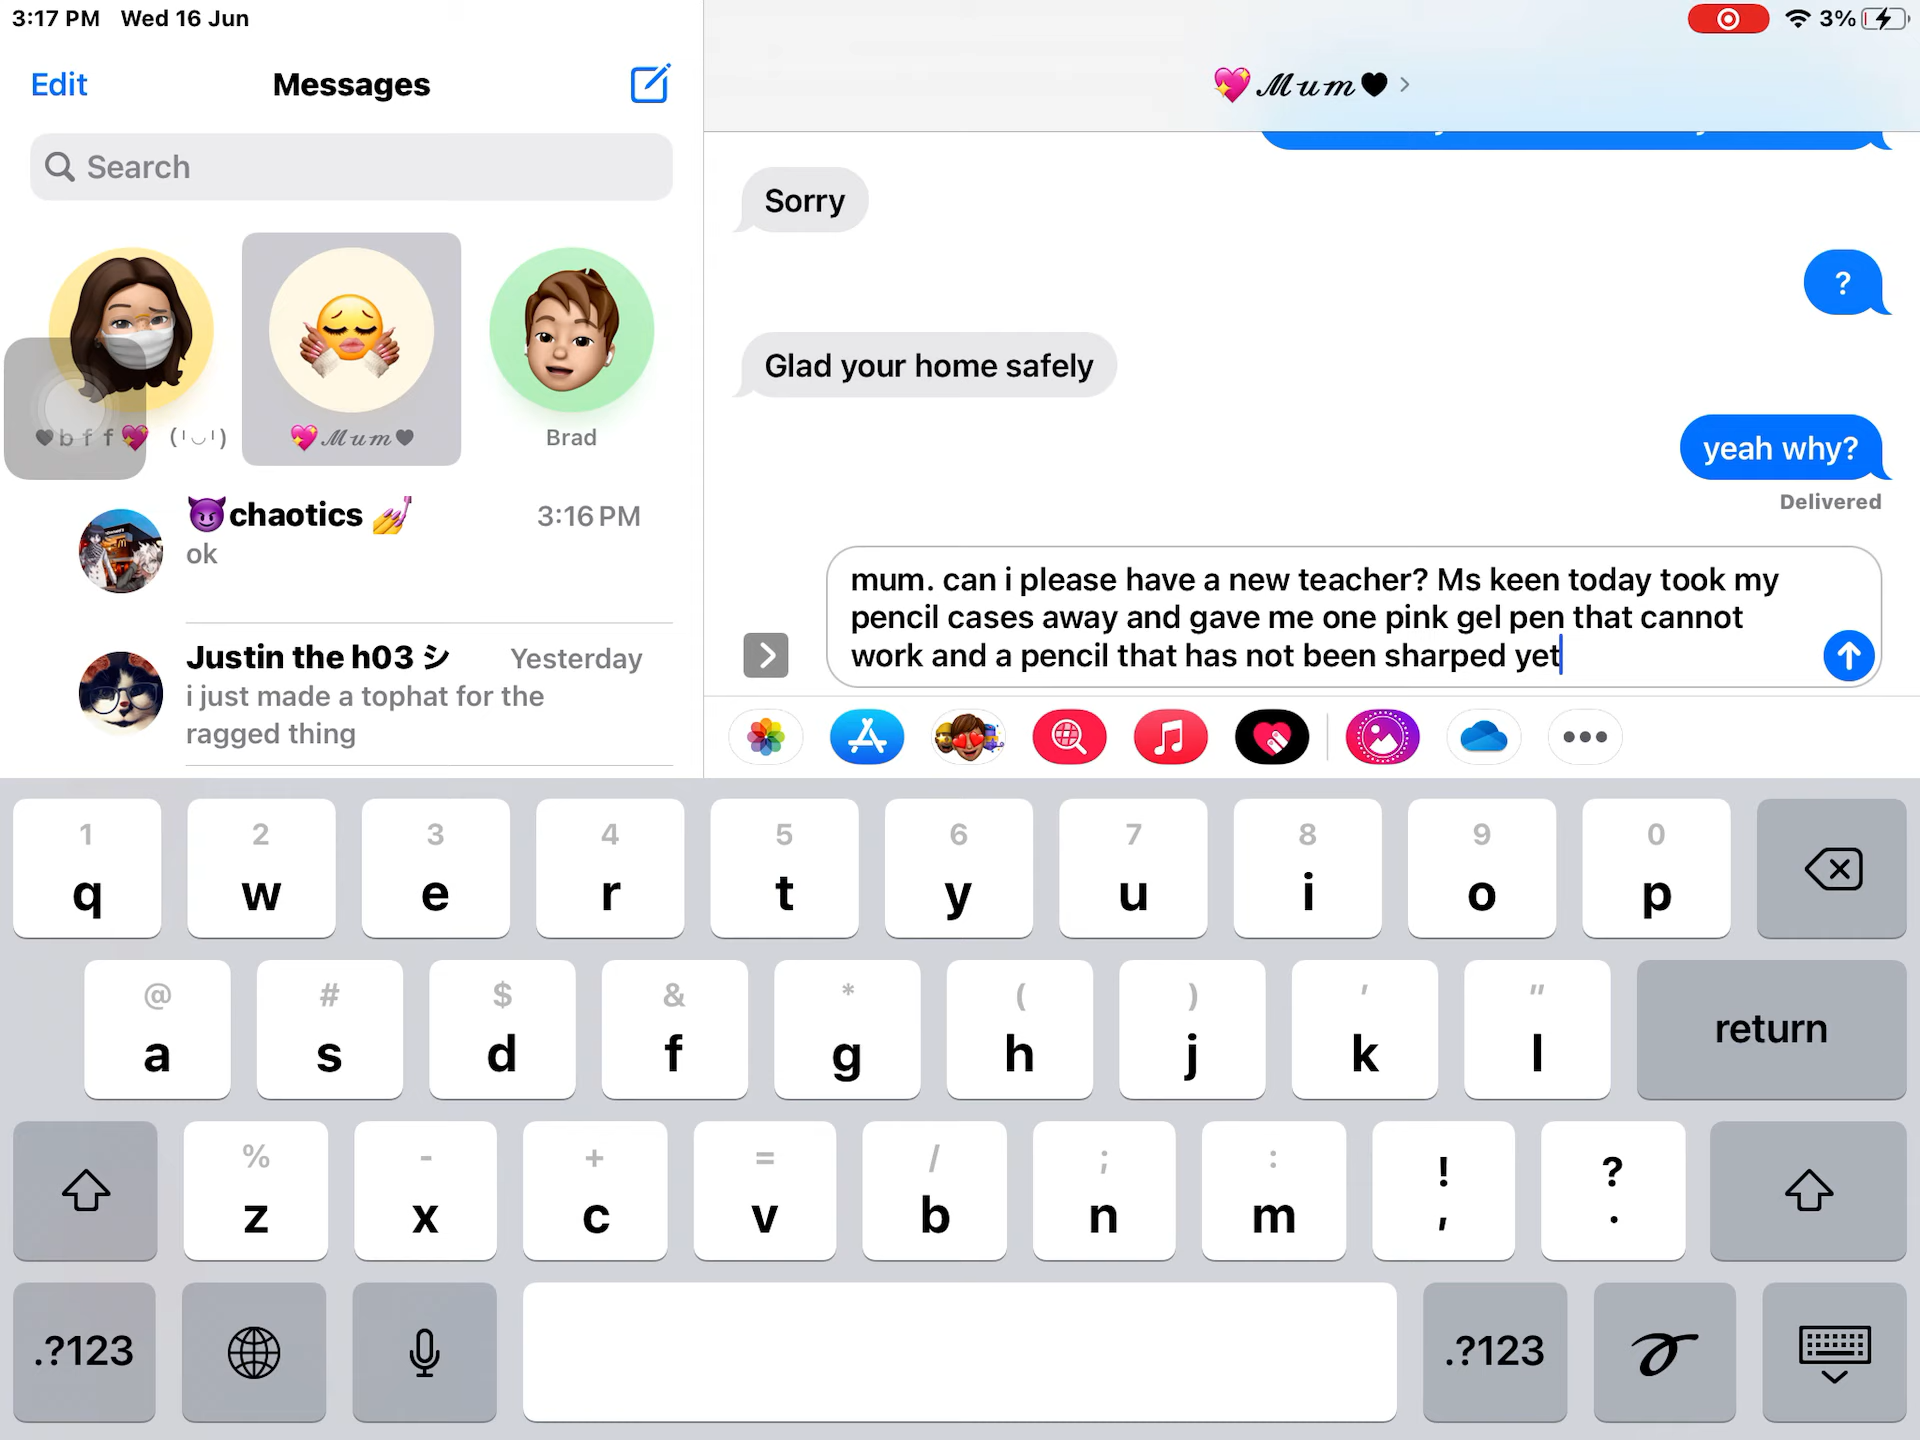 3:17 PM Wed 16 Jun
3%
Edit
Messages
Search
🖤b f f💖 (╵◡╵)
💖𝓜𝓾𝓶🖤
Brad
😈chaotics 💅
3:16 PM
ok
Justin the h03 シ
Yesterday
i just made a tophat for the
ragged thing
💖𝓜𝓾𝓶🖤 >
Sorry
?
Glad your home safely
yeah why?
Delivered
mum. can i please have a new teacher? Ms keen today took my
pencil cases away and gave me one pink gel pen that cannot
work and a pencil that has not been sharped yet
1 2 3 4 5 6 7 8 9 0
q w e r t y u i o p
@ # $ & * ( ) ' "
a s d f g h j k l
return
% - + = / ; : ! ?
z x c v b n m , .
.?123
.?123